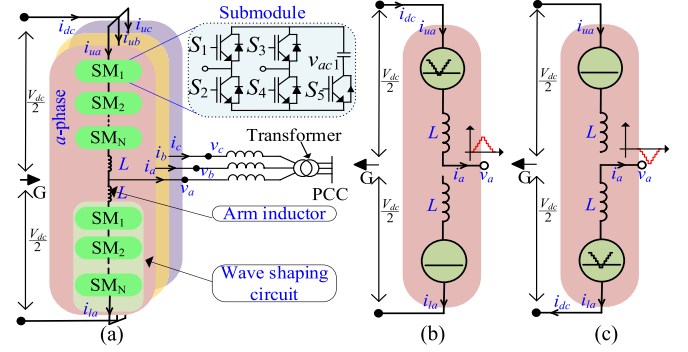 Submodule
i_dc
i_uc
i_ub
i_ua
S_1
S_3
v_ac1
S_2
S_4
S_5
SM_1
SM_2
SM_N
a-phase
V_dc/2
G
V_dc/2
L
L
i_c
v_c
i_b
i_a
v_b
v_a
Transformer
PCC
SM_1
SM_2
SM_N
Arm inductor
Wave shaping
circuit
i_la
(a)
i_dc
i_ua
V_dc/2
L
G
i_a
v_a
L
V_dc/2
i_la
(b)
i_ua
V_dc/2
L
G
i_a
v_a
L
V_dc/2
i_dc
i_la
(c)